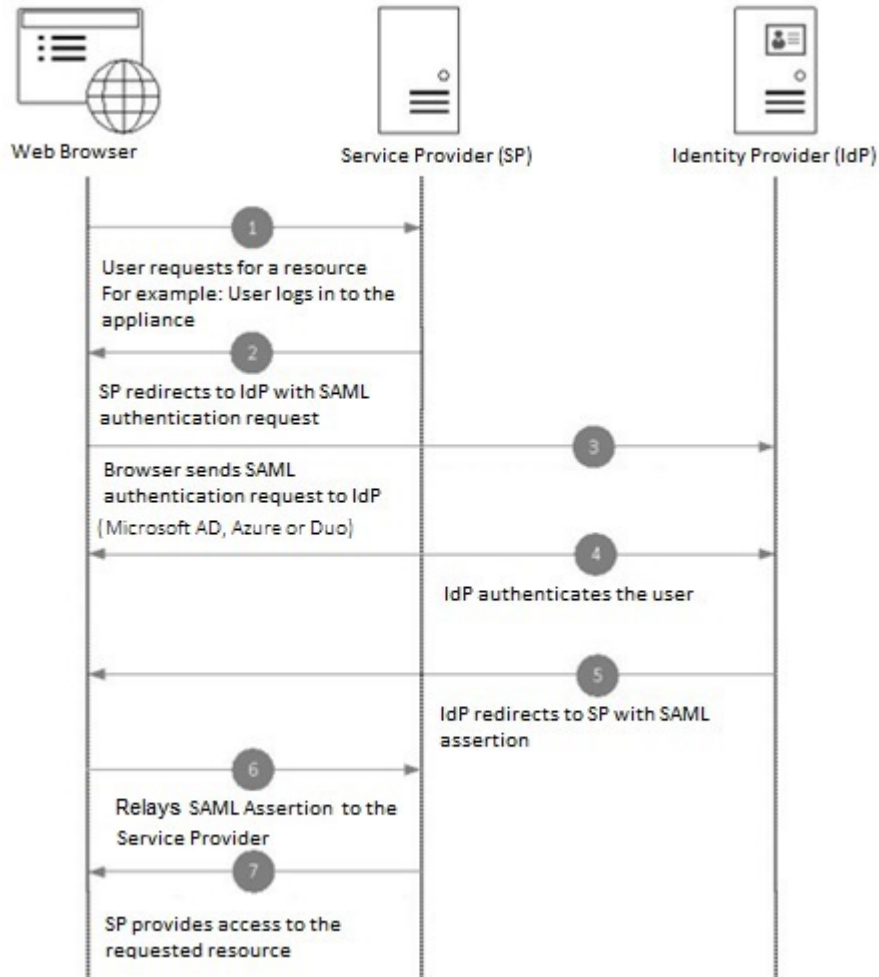 Web Browser
Service Provider (SP)
Identity Provider (IdP)
1
User requests for a resource
For example: User logs in to the
appliance
2
SP redirects to IdP with SAML
authentication request
3
Browser sends SAML
authentication request to IdP
(Microsoft AD, Azure or Duo)
4
IdP authenticates the user
5
IdP redirects to SP with SAML
assertion
6
Relays SAML Assertion to the
Service Provider
7
SP provides access to the
requested resource